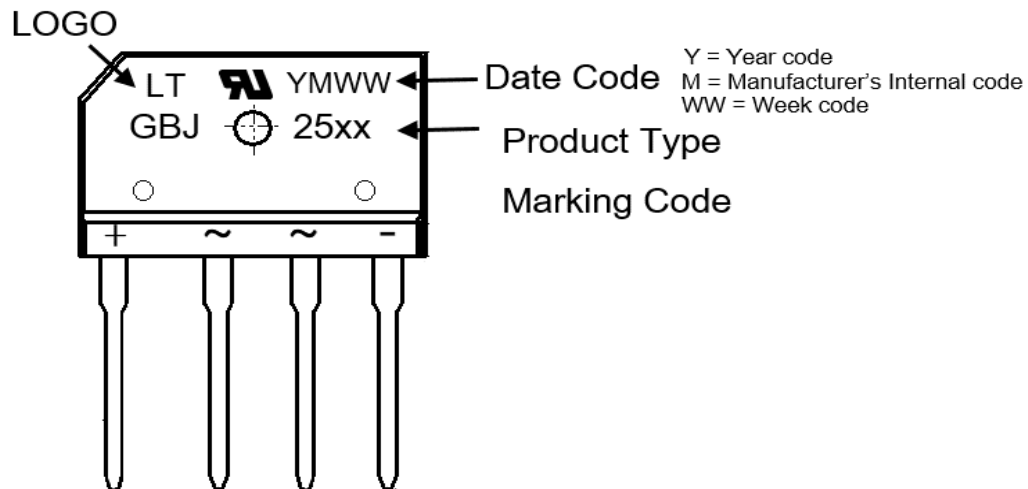 LOGO
LT RU YMWW
GBJ 25xx
Date Code
Y = Year code
M = Manufacturer's Internal code
WW = Week code
Product Type
Marking Code
+ ~ ~ -